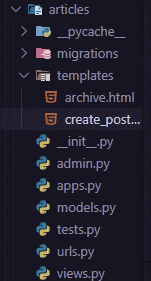 articles
__pycache__
migrations
templates
archive.html
create_post...
__init__.py
admin.py
apps.py
models.py
tests.py
urls.py
views.py